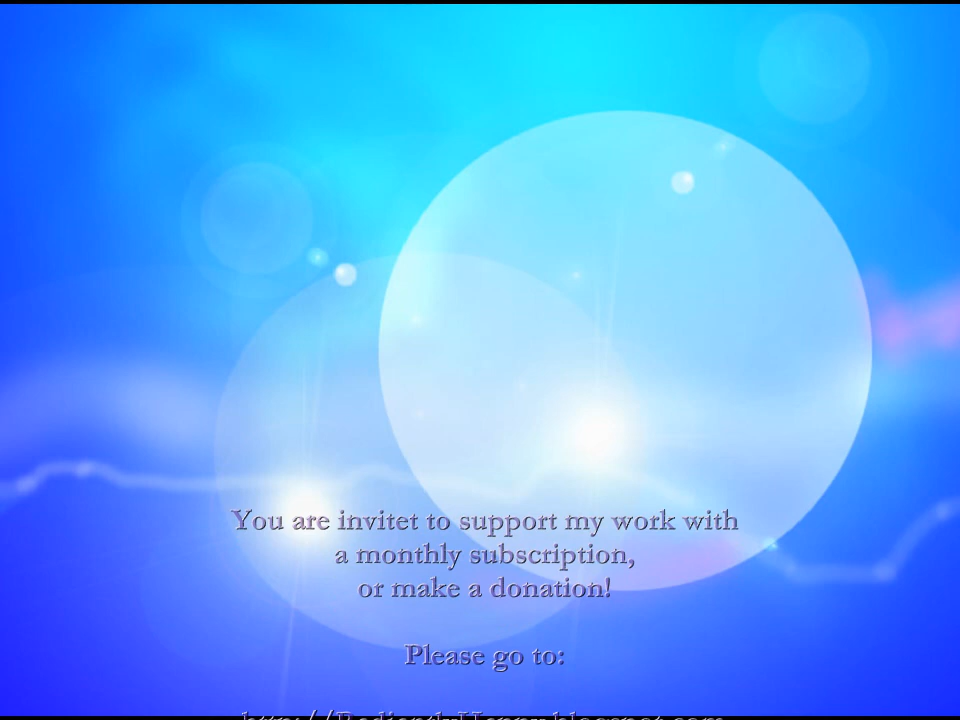 You are invitet to support my work with
a monthly subscription,
or make a donation!
Please go to: